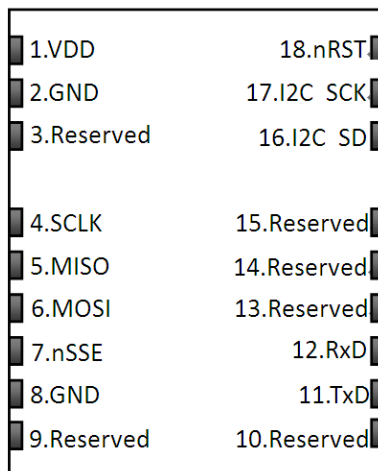 1.VDD 18.nRST
2.GND 17.I2C SCK
3.Reserved 16.I2C SD
4.SCLK 15.Reserved
5.MISO 14.Reserved
6.MOSI 13.Reserved
7.nSSE 12.RxD
8.GND 11.TxD
9.Reserved 10.Reserved